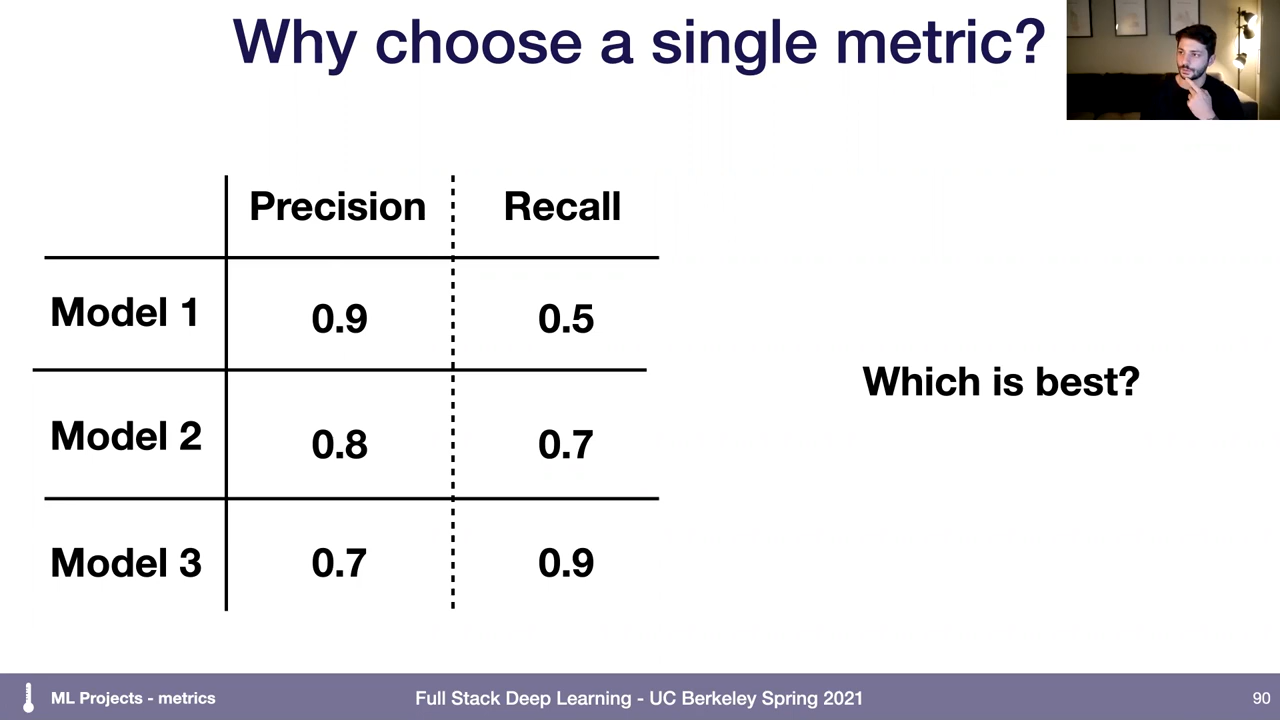 Why choose a single metric?
Precision Recall
Model 1 0.9 0.5
Which is best?
Model 2 0.8 0.7
Model 3 0.7 0.9
ML Projects - metrics Full Stack Deep Learning - UC Berkeley Spring 2021 90